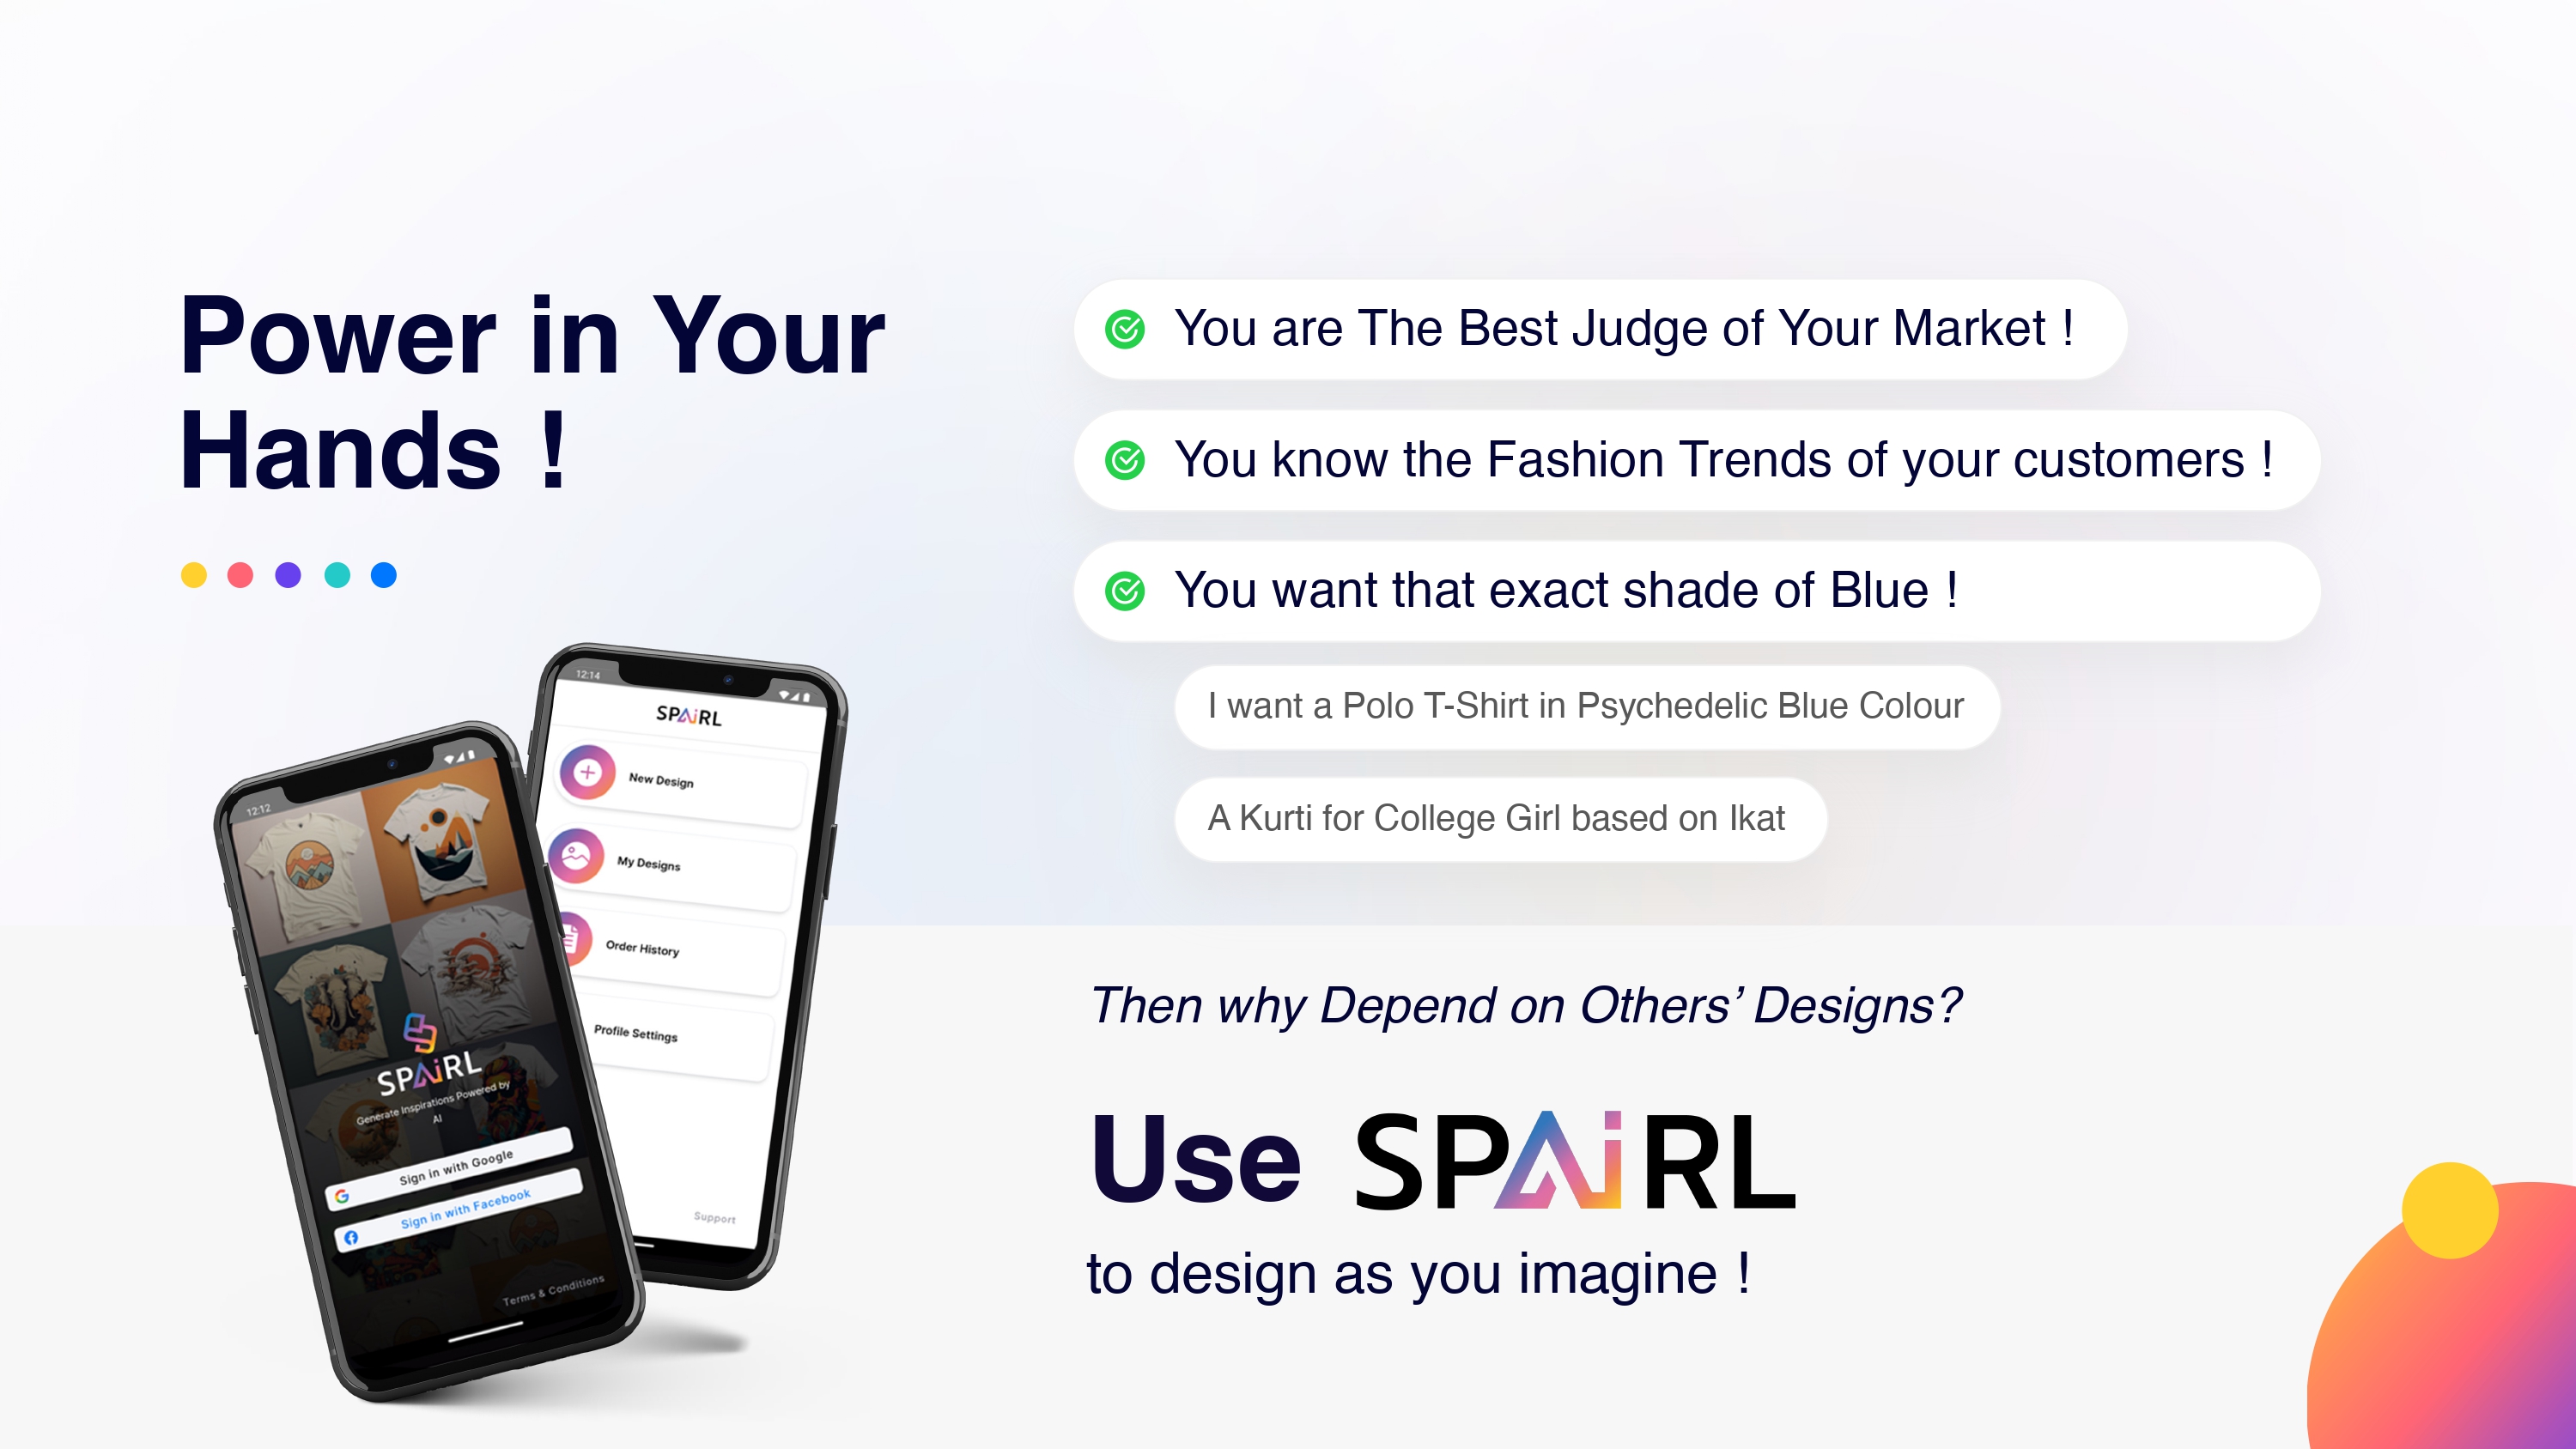 Power in Your
Hands !
You are The Best Judge of Your Market !
You know the Fashion Trends of your customers !
You want that exact shade of Blue !
I want a Polo T-Shirt in Psychedelic Blue Colour
A Kurti for College Girl based on Ikat
12:14
SPAiRL
New Design
My Designs
Order History
Profile Settings
Support
12:12
SPAiRL
Generate Inspirations Powered by
AI
Sign in with Google
Sign in with Facebook
Terms & Conditions
Then why Depend on Others’ Designs?
Use SPAiRL
to design as you imagine !